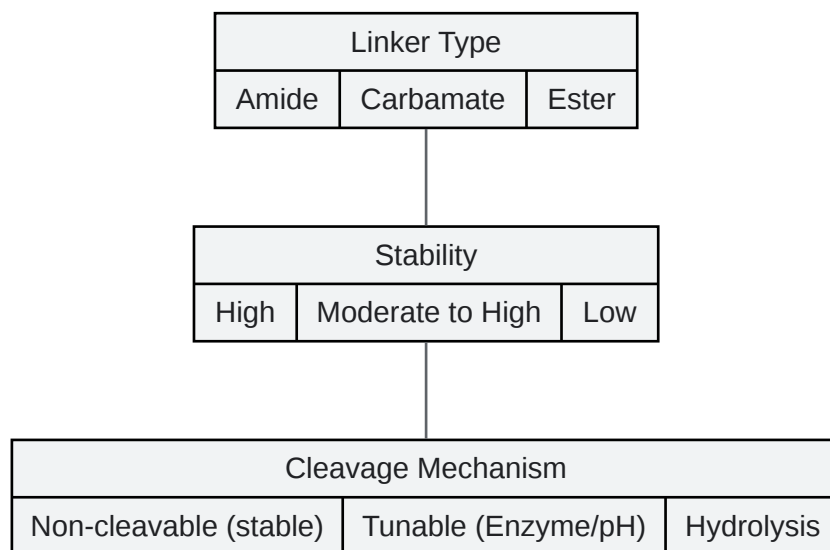 Linker Type
Amide Carbamate Ester
Stability
High Moderate to High Low
Cleavage Mechanism
Non-cleavable (stable) Tunable (Enzyme/pH) Hydrolysis